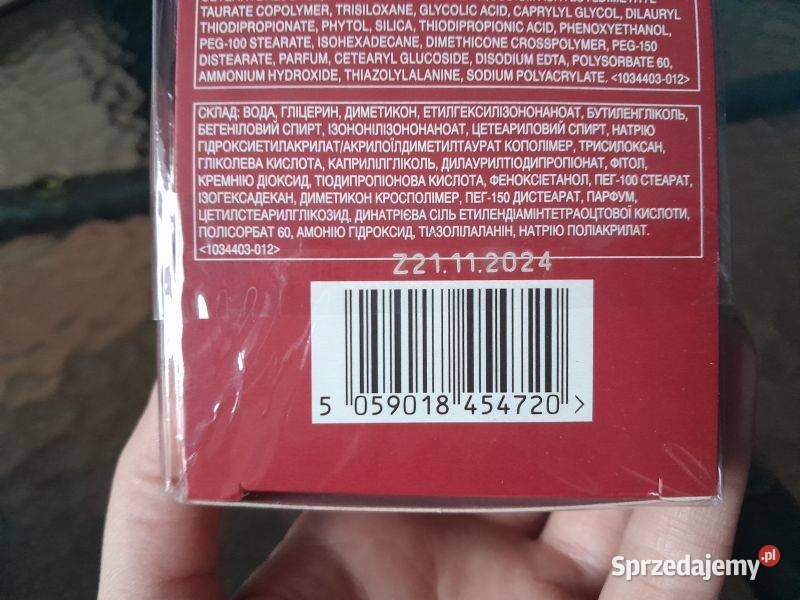 TAURATE COPOLYMER, TRISILOXANE, GLYCOLIC ACID, CAPRYLYL GLYCOL, DILAURYL
THIODIPROPIONATE, PHYTOL, SILICA, THIODIPROPIONIC ACID, PHENOXYETHANOL,
PEG-100 STEARATE, ISOHEXADECANE, DIMETHICONE CROSSPOLYMER, PEG-150
DISTEARATE, PARFUM, CETEARYL GLUCOSIDE, DISODIUM EDTA, POLYSORBATE 60,
AMMONIUM HYDROXIDE, THIAZOLYLALANINE, SODIUM POLYACRYLATE. <1034403-012>
СКЛАД: ВОДА, ГЛІЦЕРИН, ДИМЕТИКОН, ЕТИЛГЕКСИЛІЗОНОНАНОАТ, БУТИЛЕНГЛІКОЛЬ,
БЕГЕНІЛОВИЙ СПИРТ, ІЗОНОНІЛІЗОНОНАНОАТ, ЦЕТЕАРИЛОВИЙ СПИРТ, НАТРІЮ
ГІДРОКСИЕТИЛАКРИЛАТ/АКРИЛОЇЛДИМЕТИЛТАУРАТ КОПОЛІМЕР, ТРИСИЛОКСАН,
ГЛІКОЛЕВА КИСЛОТА, КАПРИЛІЛГЛІКОЛЬ, ДИЛАУРИЛТІОДИПРОПІОНАТ, ФІТОЛ,
КРЕМНІЮ ДІОКСИД, ТІОДИПРОПІОНОВА КИСЛОТА, ФЕНОКСІЕТАНОЛ, ПЕГ-100 СТЕАРАТ,
ІЗОГЕКСАДЕКАН, ДИМЕТИКОН КРОСПОЛІМЕР, ПЕГ-150 ДИСТЕАРАТ, ПАРФУМ,
ЦЕТИЛСТЕАРИЛГЛІКОЗИД, ДИНАТРІЄВА СІЛЬ ЕТИЛЕНДІАМІНТЕТРАОЦТОВОЇ КИСЛОТИ,
ПОЛІСОРБАТ 60, АМОНІЮ ГІДРОКСИД, ТІАЗОЛІЛАЛАНІН, НАТРІЮ ПОЛІАКРИЛАТ.
<1034403-012>
Z21.11.2024
5 059018 454720 >
Sprzedajemy.pl